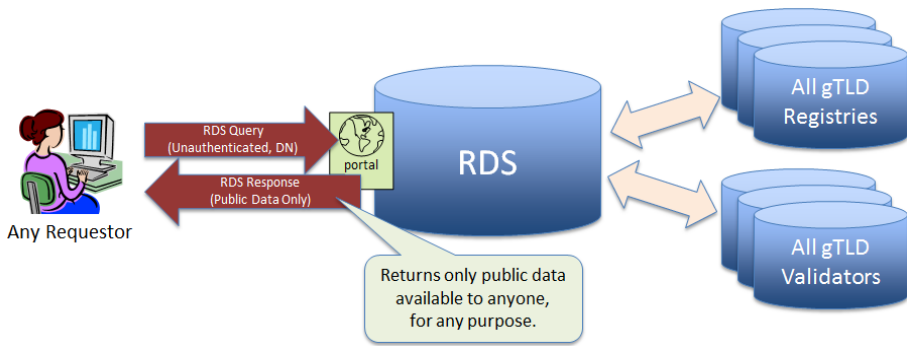 Any Requestor
RDS Query
(Unauthenticated, DN)
RDS Response
(Public Data Only)
portal
RDS
Returns only public data
available to anyone,
for any purpose.
All gTLD
Registries
All gTLD
Validators